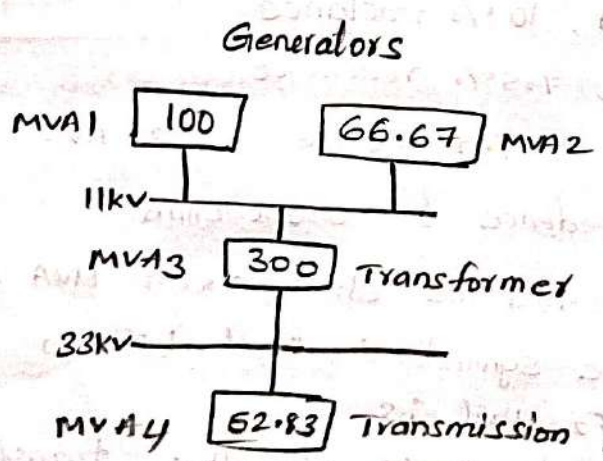 Generators
MVA1 100 66.67 MVA2
11kv
MVA3 300 Transformer
33kv
MVA4 62.83 Transmission